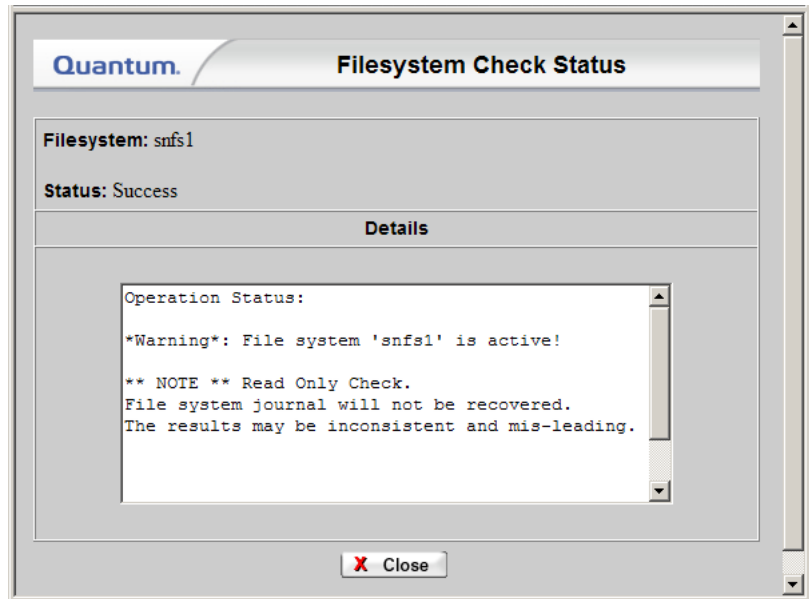 Quantum.
Filesystem Check Status
Filesystem: snfs1
Status: Success
Details
Operation Status:
*Warning*: File system 'snfs1' is active!
** NOTE ** Read Only Check.
File system journal will not be recovered.
The results may be inconsistent and mis-leading.
X Close